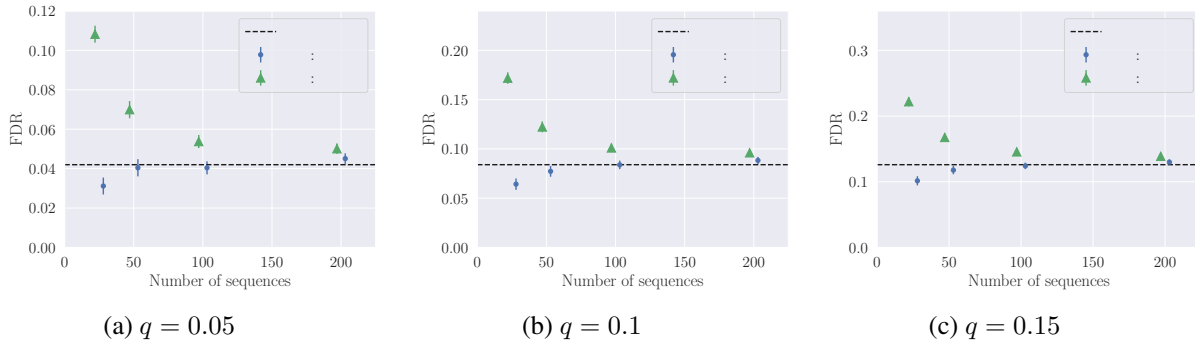 0.12
0.10
0.08
0.06
0.04
0.02
0.00
FDR
:
:
0 50 100 150 200
Number of sequences
(a) q = 0.05
0.20
0.15
0.10
0.05
0.00
FDR
:
:
0 50 100 150 200
Number of sequences
(b) q = 0.1
0.3
0.2
0.1
0.0
FDR
:
:
0 50 100 150 200
Number of sequences
(c) q = 0.15